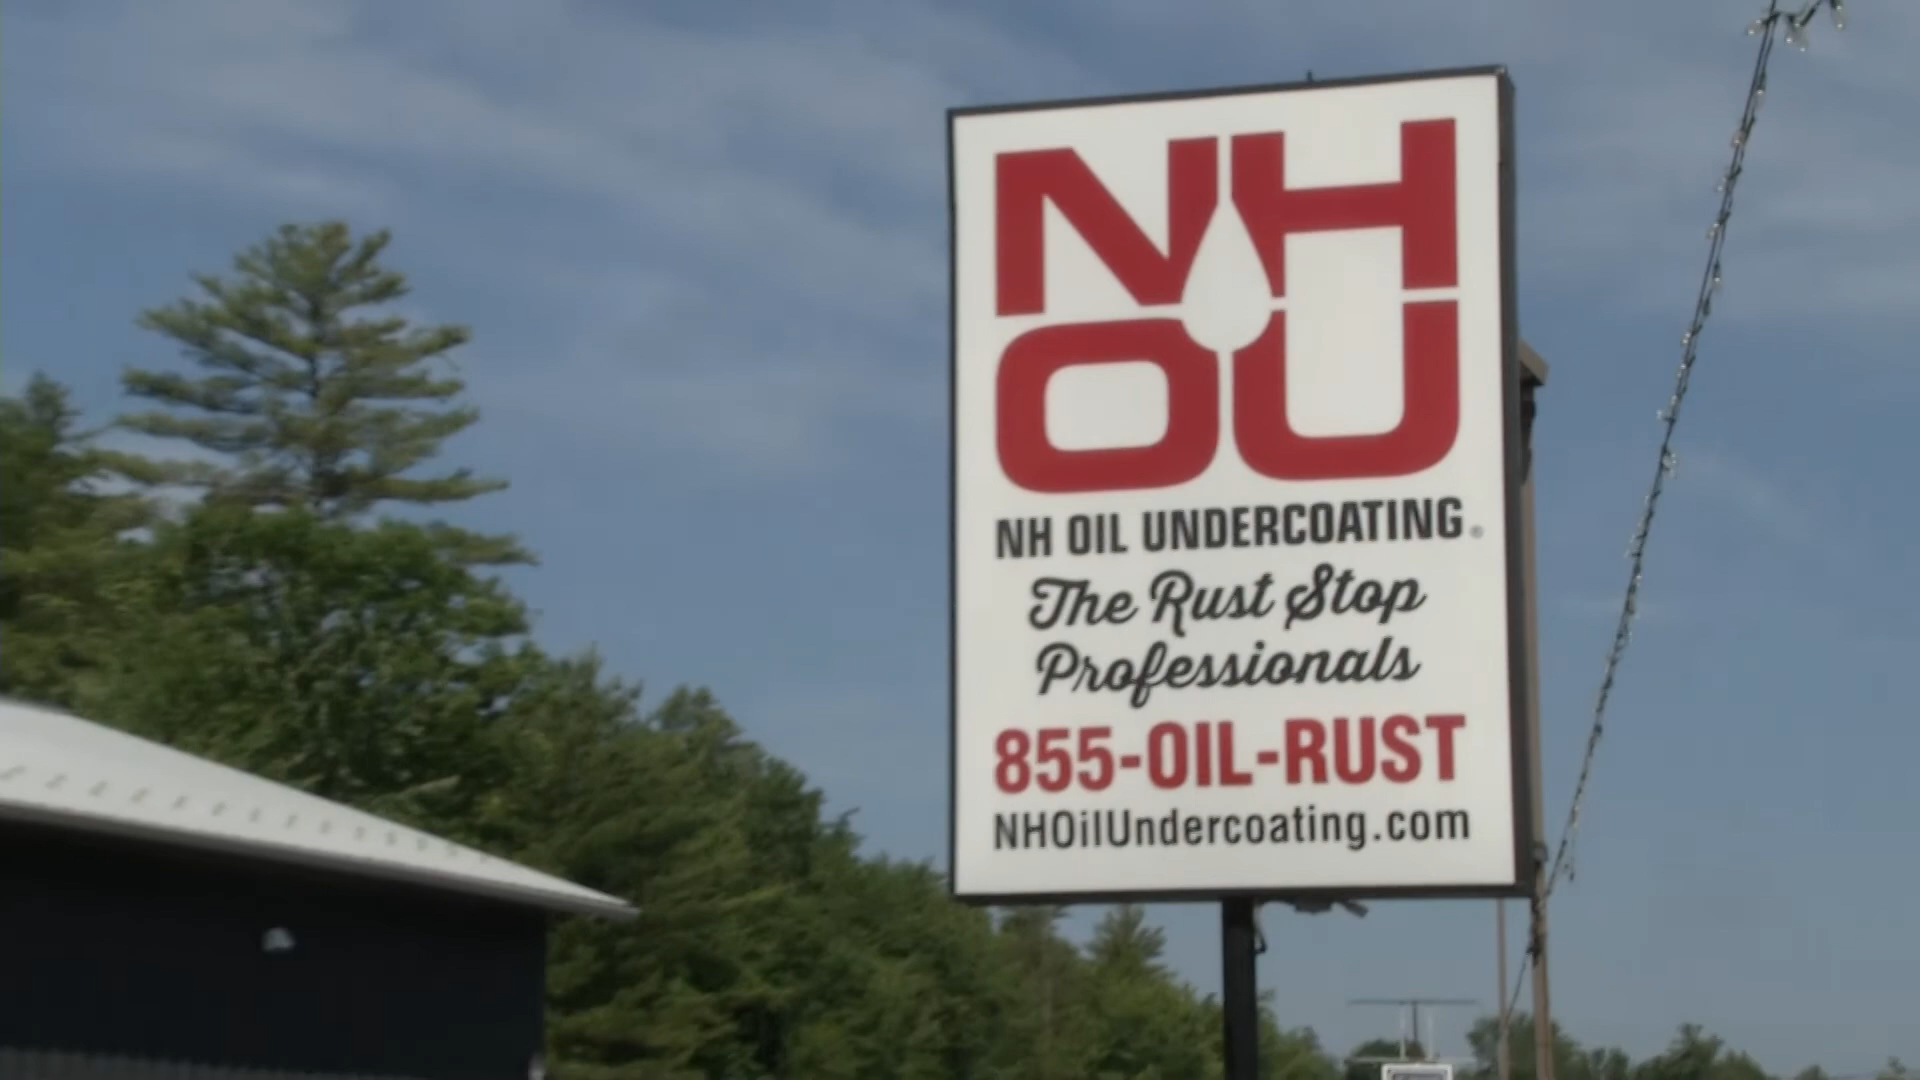 NH
OU
NH OIL UNDERCOATING®
The Rust Stop
Professionals
855-OIL-RUST
NHOilUndercoating.com